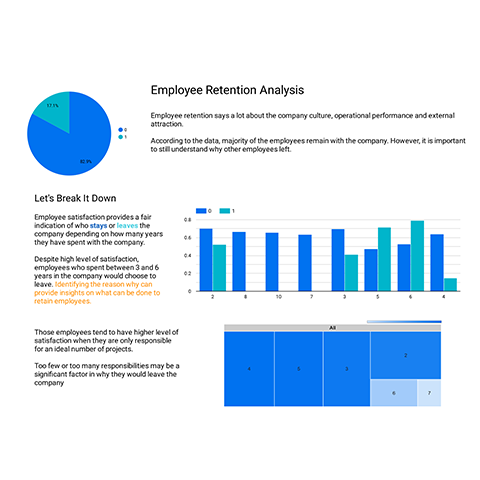 Employee Retention Analysis
17.1%
82.9%
0
1
Employee retention says a lot about the company culture, operational performance and external
attraction.
According to the data, majority of the employees remain with the company. However, it is important
to still understand why other employees left.
Let's Break It Down
Employee satisfaction provides a fair
indication of who stays or leaves the
company depending on how many years
they have spent with the company.
Despite high level of satisfaction,
employees who spent between 3 and 6
years in the company would choose to
leave. Identifying the reason why can
provide insights on what can be done to
retain employees.
0 1
0.8
0.6
0.4
0.2
0
2 8 10 7 3 5 6 4
Those employees tend to have higher level of
satisfaction when they are only responsible
for an ideal number of projects.
Too few or too many responsibilities may be a
significant factor in why they would leave the
company
All
4 3 2
6 7